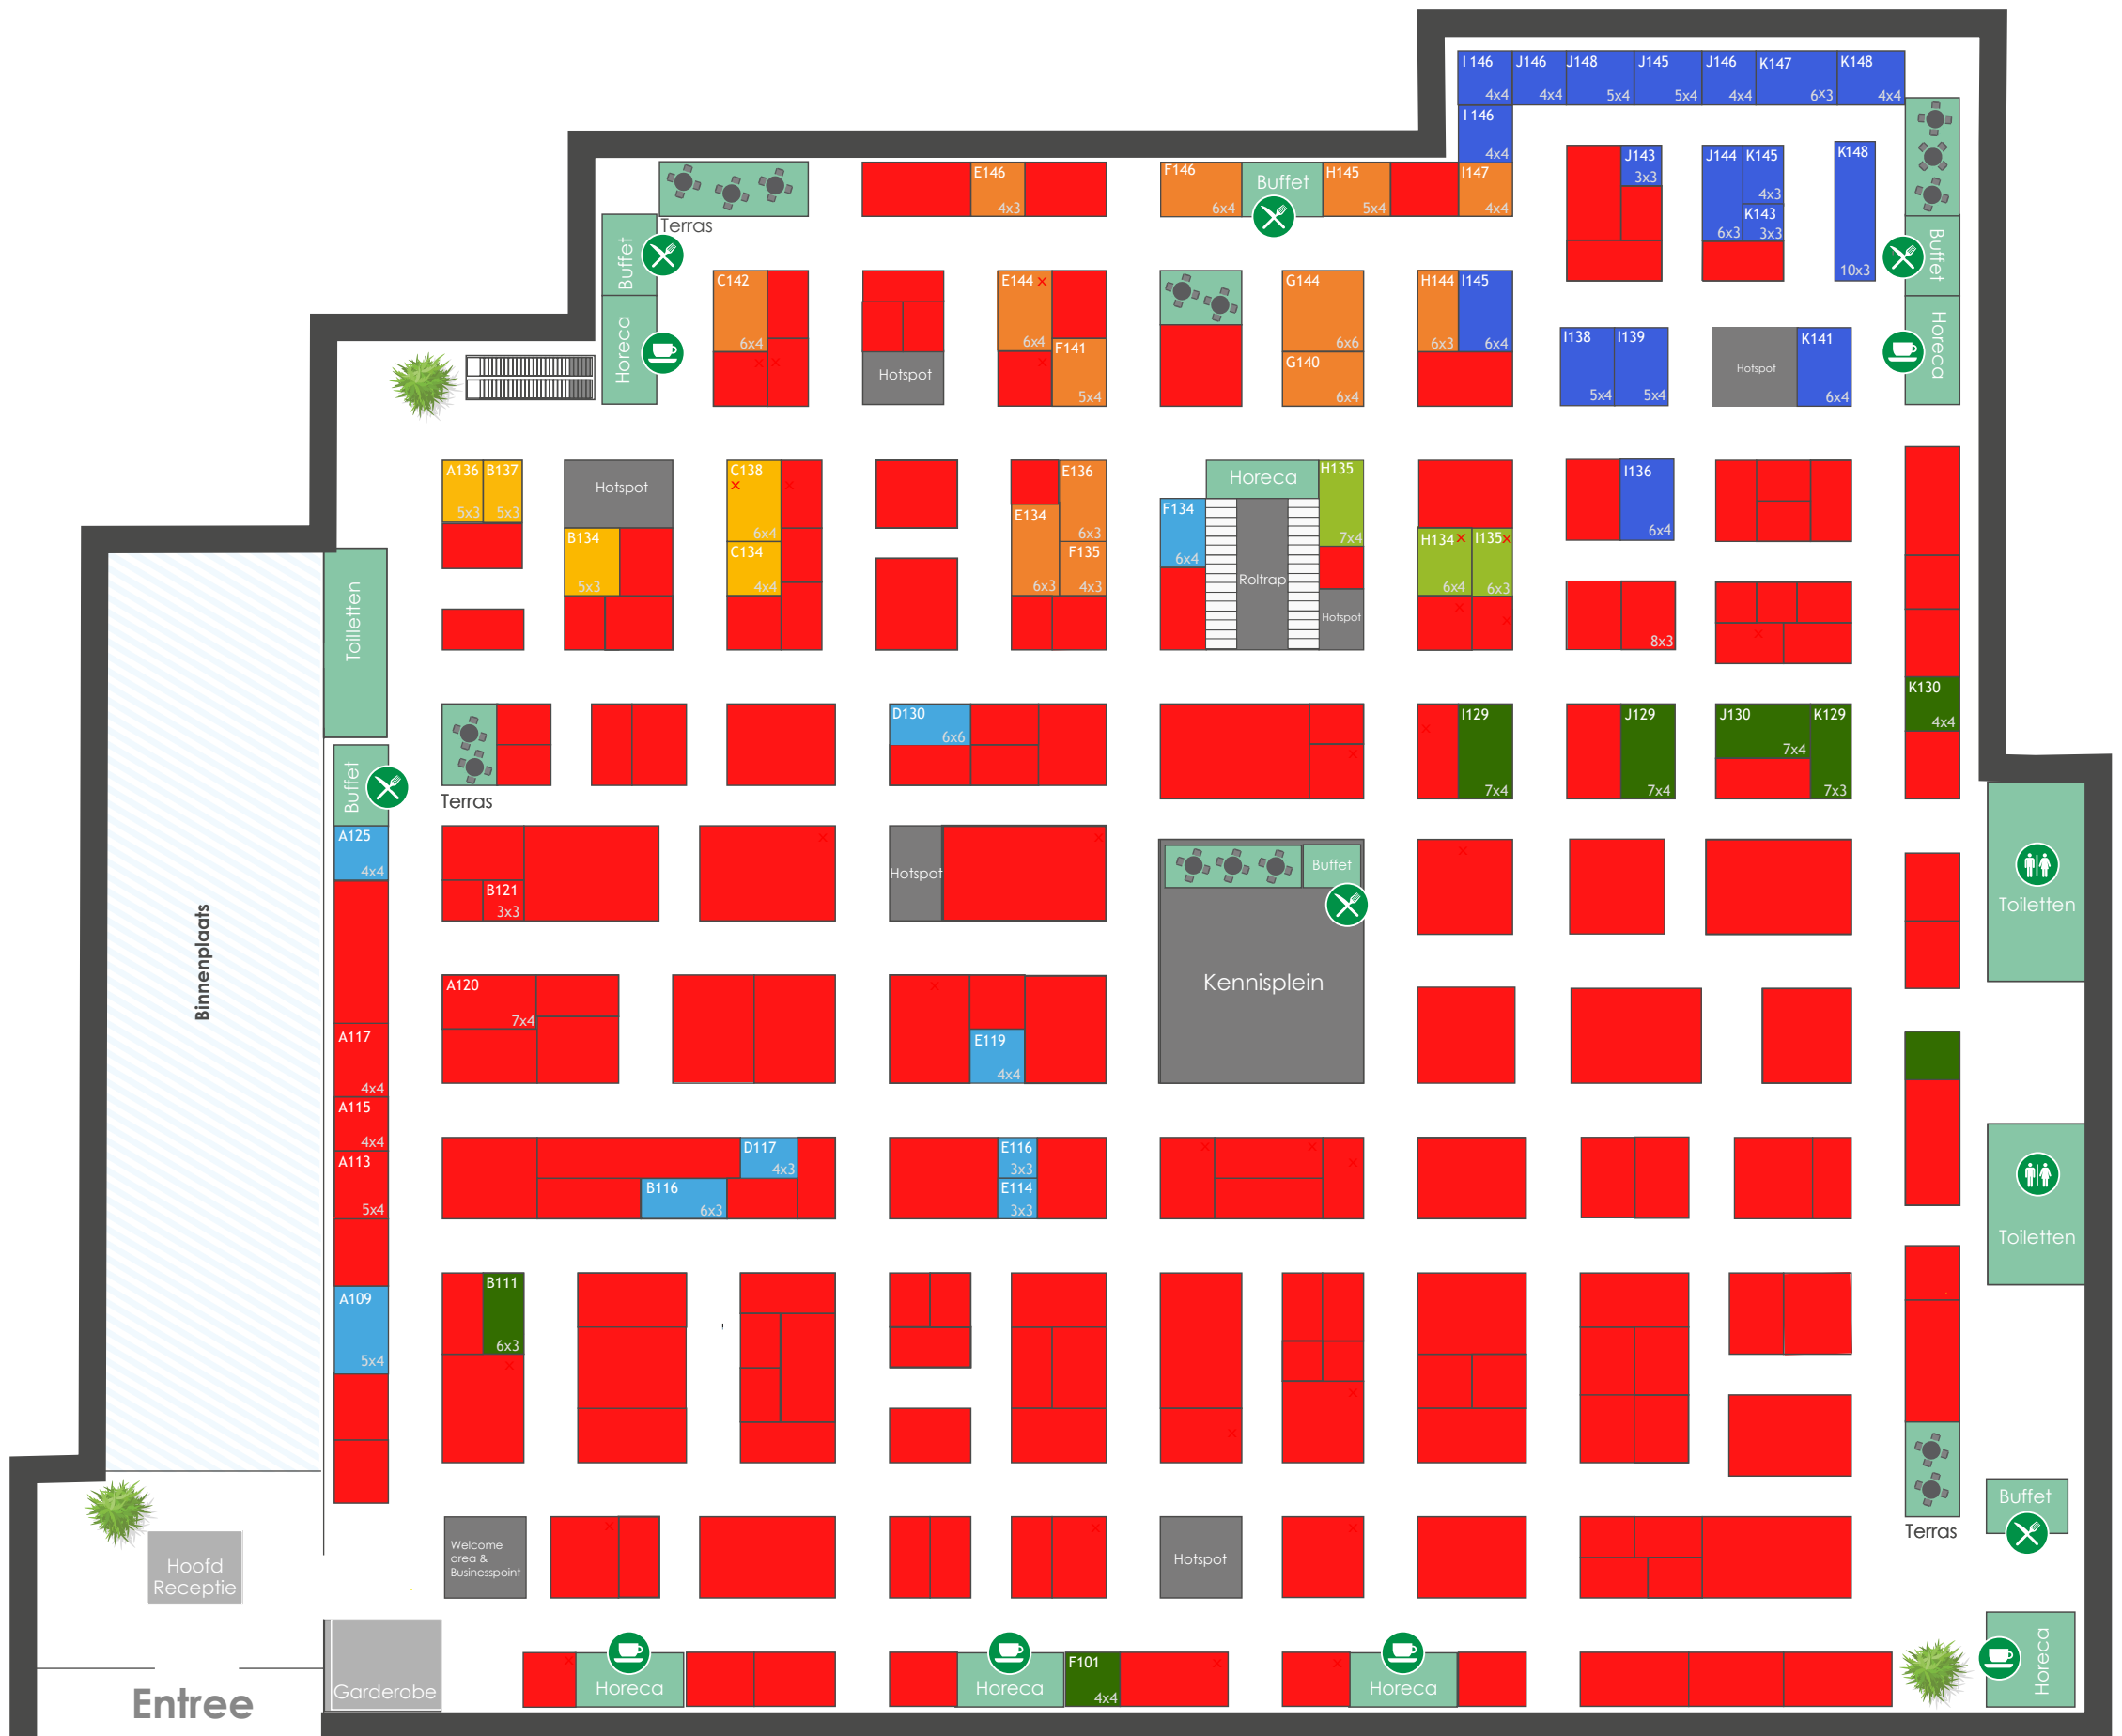 I 146
J146
J148
J145
J146
K147
K148
4x4
4x4
5x4
5x4
4x4
6x3
4x4
I 146
4x4
J143
3x3
J144
K145
4x3
K143
6x3
3x3
K148
10x3
E146
4x3
F146
6x4
Buffet
H145
5x4
I147
4x4
Terras
Buffet
Horeca
Buffet
Horeca
C142
6x4
Hotspot
E144 x
6x4
F141
5x4
G144
6x6
G140
6x4
H144
6x3
I145
6x4
I138
5x4
I139
5x4
Hotspot
K141
6x4
A136
5x3
B137
5x3
Hotspot
B134
5x3
C138
x
6x4
C134
4x4
E136
6x3
E134
6x3
F135
4x3
Horeca
H135
7x4
F134
6x4
Roltrap
Hotspot
H134 x
6x4
I135 x
6x3
I136
6x4
8x3
Toilletten
Terras
D130
6x6
I129
7x4
J129
7x4
J130
7x4
K129
7x3
K130
4x4
Buffet
A125
4x4
B121
3x3
Hotspot
Buffet
Kennisplein
Toiletten
Binnenplaats
A120
7x4
A117
4x4
A115
4x4
A113
5x4
E119
4x4
D117
4x3
B116
6x3
E116
3x3
E114
3x3
Toiletten
A109
5x4
B111
6x3
Terras
Buffet
Hoofd
Receptie
Welcome
area &
Businesspoint
Hotspot
Entree
Garderobe
Horeca
Horeca
F101
4x4
Horeca
Horeca